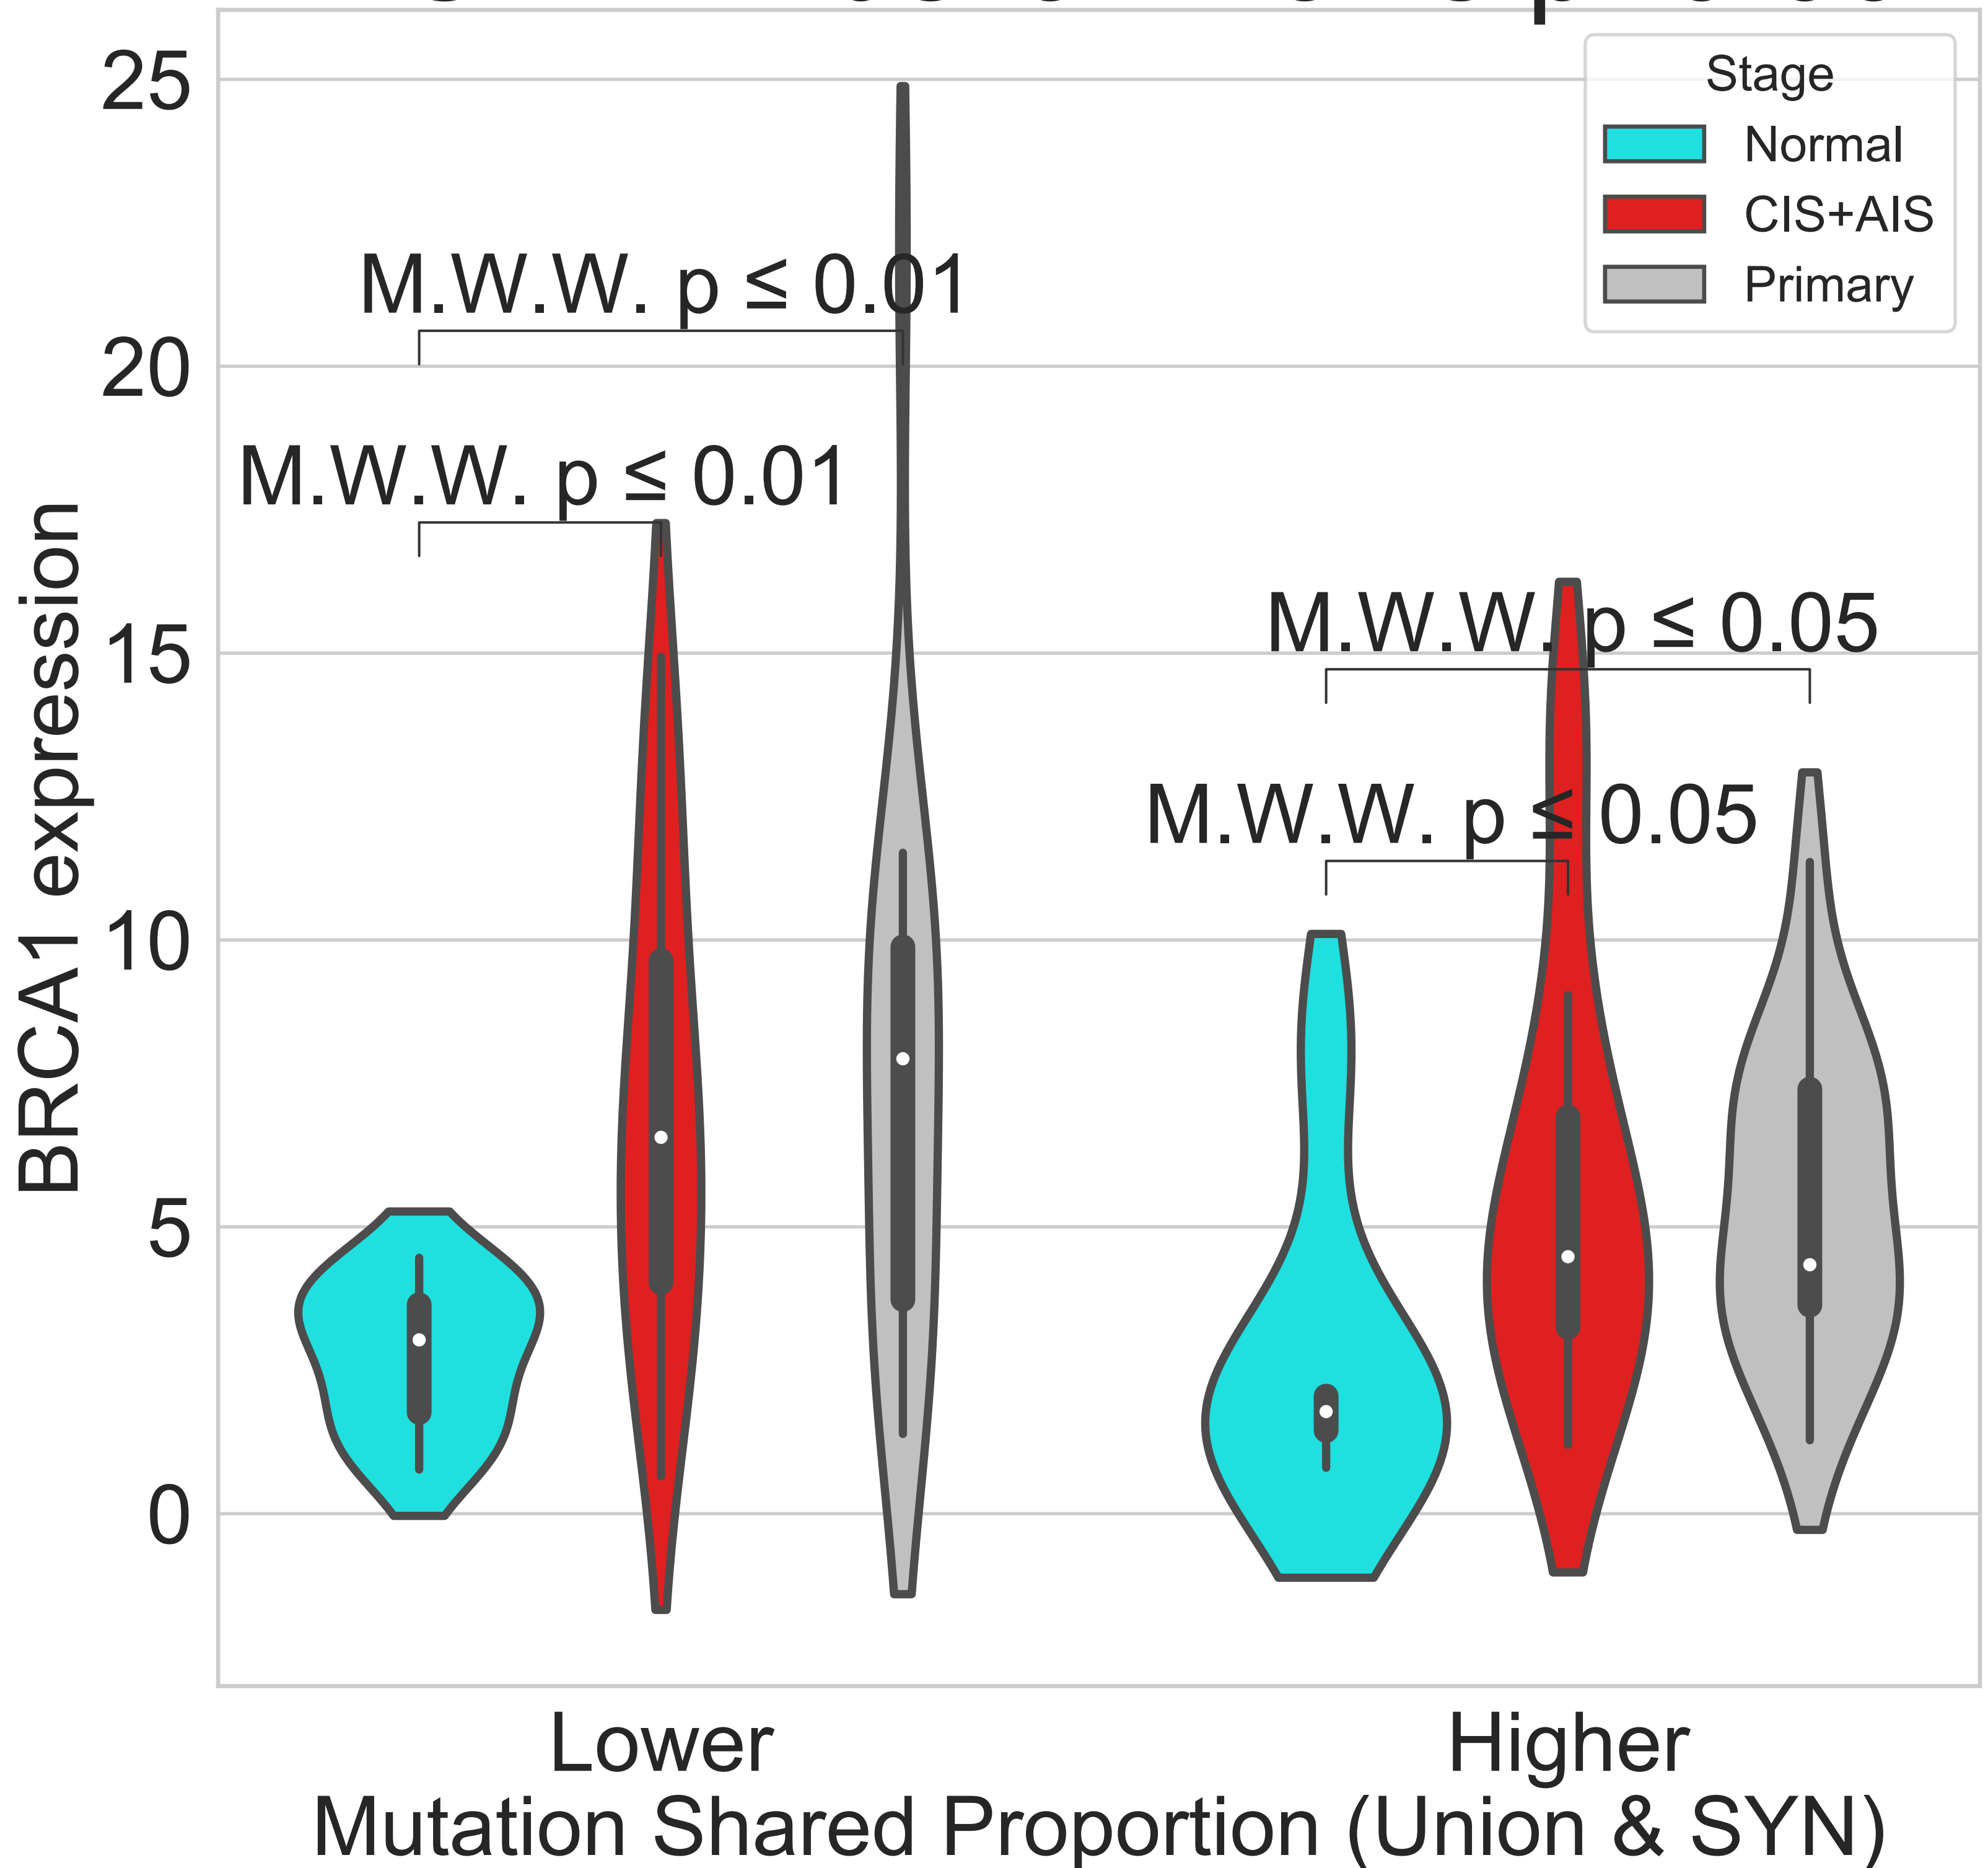 Stage
Normal
CIS+AIS
Primary
25
20
15
10
5
0
BRCA1 expression
M.W.W. p ≤ 0.01
M.W.W. p ≤ 0.01
M.W.W. p ≤ 0.05
M.W.W. p ≤ 0.05
Lower
Higher
Mutation Shared Proportion (Union & SYN)